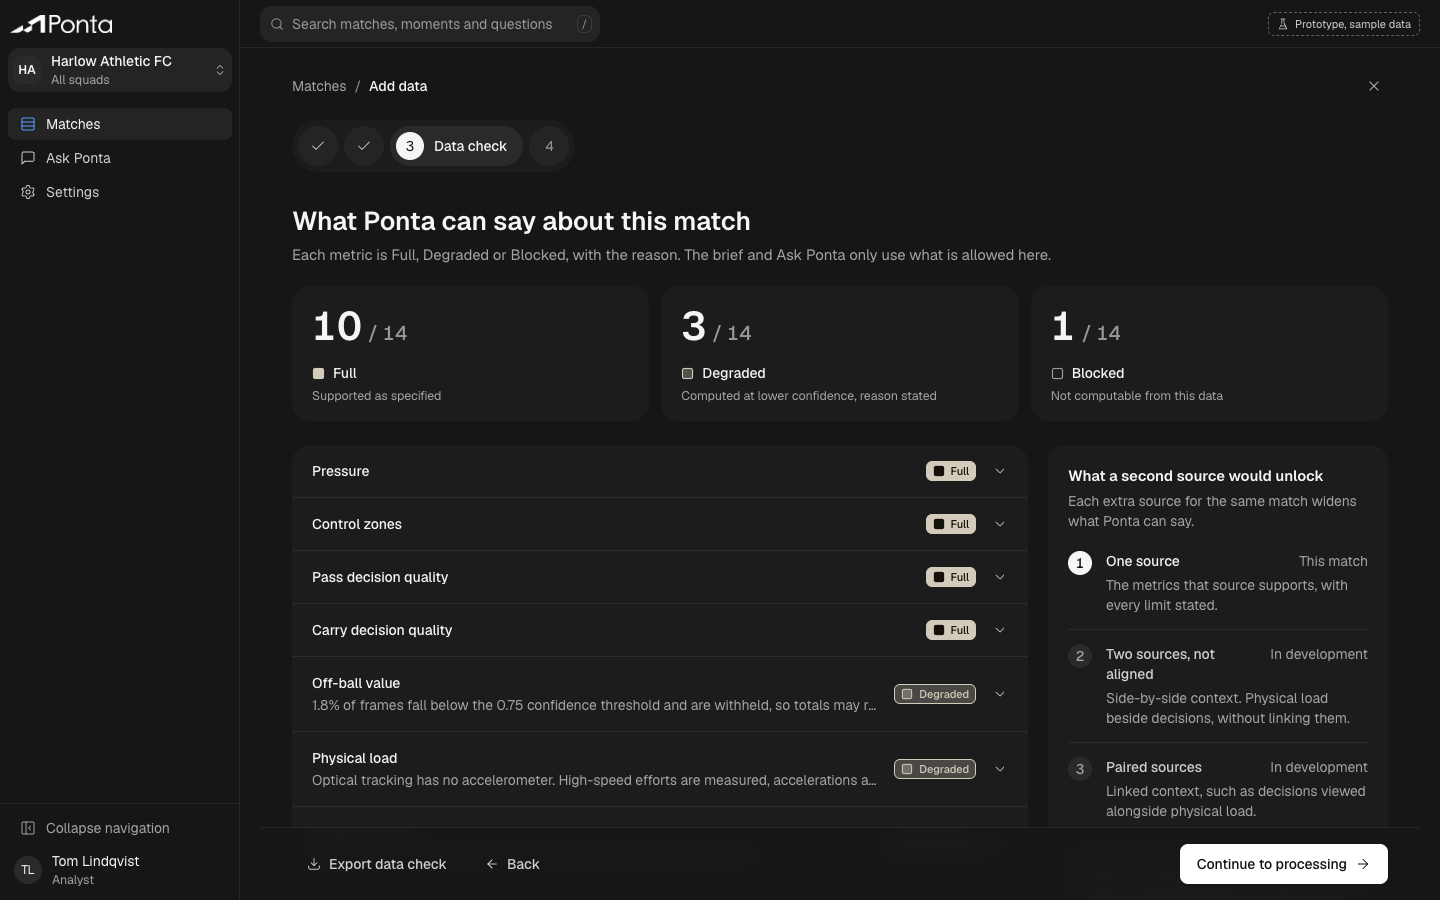 Ponta
Harlow Athletic FC
HA
All squads
Matches
Ask Ponta
Settings
Collapse navigation
TL
Tom Lindqvist
Analyst
Search matches, moments and questions
/
Prototype, sample data
Matches / Add data
3
Data check
4
What Ponta can say about this match
Each metric is Full, Degraded or Blocked, with the reason. The brief and Ask Ponta only use what is allowed here.
10 / 14
Full
Supported as specified
3 / 14
Degraded
Computed at lower confidence, reason stated
1 / 14
Blocked
Not computable from this data
Pressure
Full
Control zones
Full
Pass decision quality
Full
Carry decision quality
Full
Off-ball value
1.8% of frames fall below the 0.75 confidence threshold and are withheld, so totals may r…
Degraded
Physical load
Optical tracking has no accelerometer. High-speed efforts are measured, accelerations a…
Degraded
What a second source would unlock
Each extra source for the same match widens
what Ponta can say.
1
One source
This match
The metrics that source supports, with
every limit stated.
2
Two sources, not
aligned
In development
Side-by-side context. Physical load
beside decisions, without linking them.
3
Paired sources
In development
Linked context, such as decisions viewed
alongside physical load.
Export data check
Back
Continue to processing